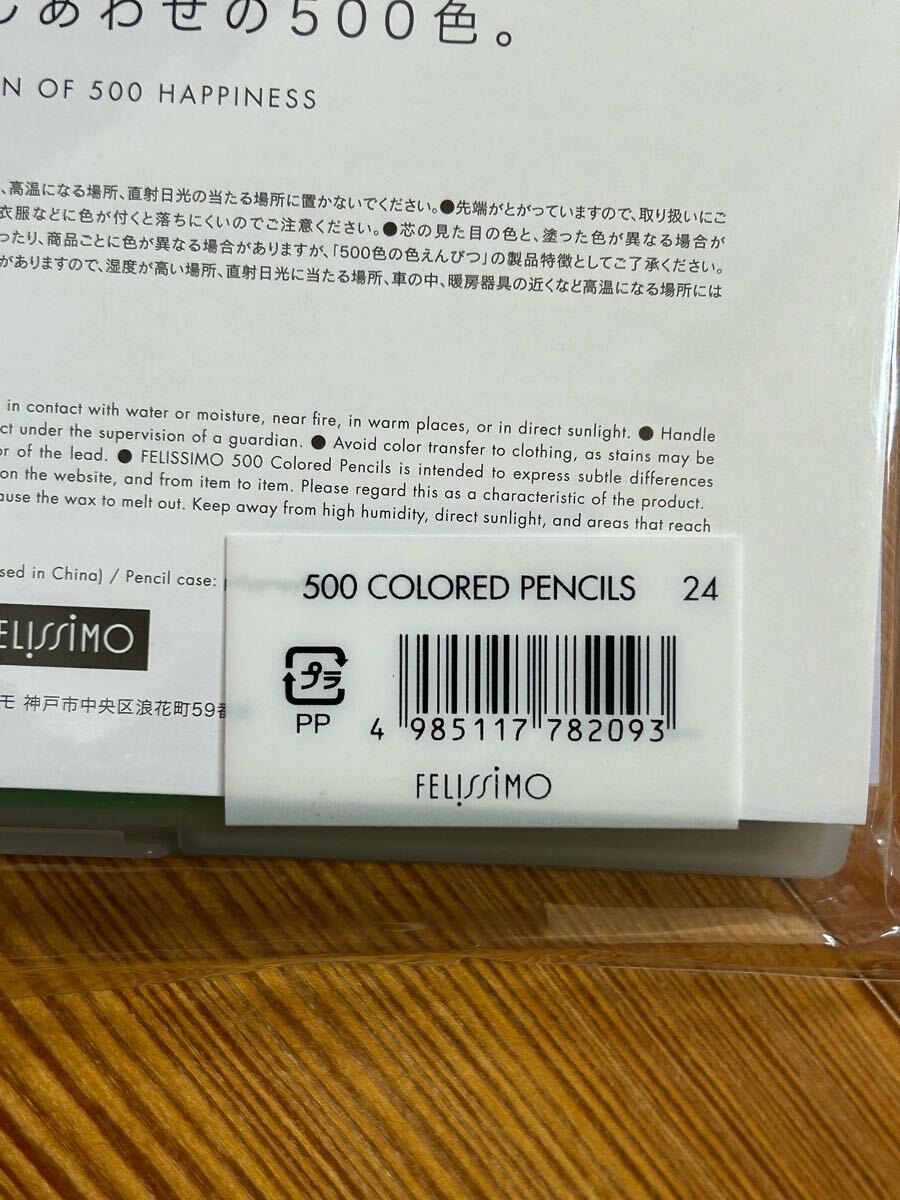 しあわせの500色。
N OF 500 HAPPINESS
、高温になる場所、直射日光の当たる場所に置かないでください。●先端がとがっていますので、取り扱いにご
衣服などに色が付くと落ちにくいのでご注意ください。●芯の見た目の色と、塗った色が異なる場合が
ったり、商品ごとに色が異なる場合がありますが、「500色の色えんぴつ」の製品特徴としてご了承ください。
がありますので、湿度が高い場所、直射日光に当たる場所、車の中、暖房器具の近くなど高温になる場所には
in contact with water or moisture, near fire, in warm places, or in direct sunlight. ● Handle
ct under the supervision of a guardian. ● Avoid color transfer to clothing, as stains may be
or of the lead. ● FELISSIMO 500 Colored Pencils is intended to express subtle differences
on the website, and from item to item. Please regard this as a characteristic of the product.
ause the wax to melt out. Keep away from high humidity, direct sunlight, and areas that reach
sed in China) / Pencil case:
500 COLORED PENCILS 24
プラ
PP
4 985117 782093
FELISSIMO
ELISSIMO
モ 神戸市中央区浪花町59番